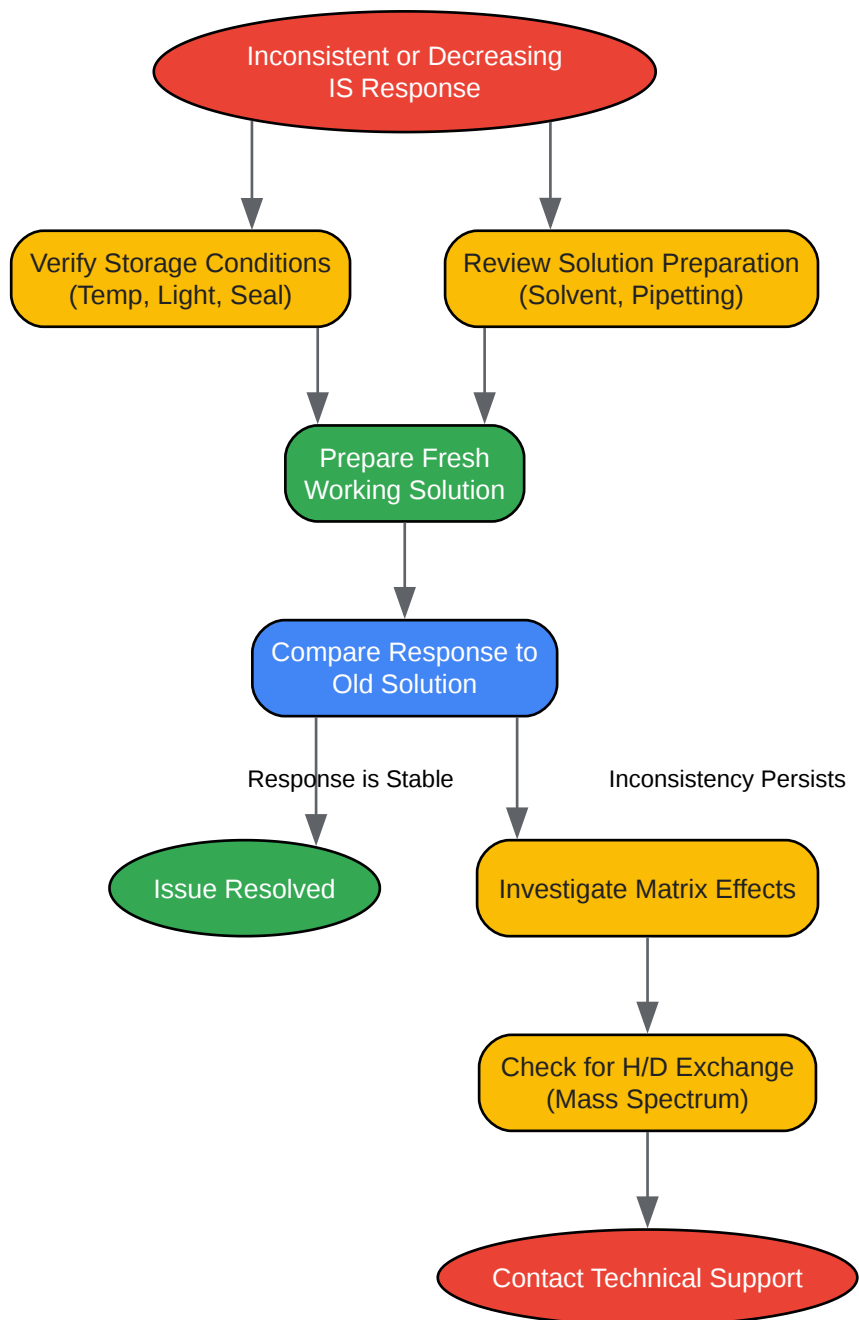 Inconsistent or Decreasing
IS Response
Verify Storage Conditions
(Temp, Light, Seal)
Review Solution Preparation
(Solvent, Pipetting)
Prepare Fresh
Working Solution
Compare Response to
Old Solution
Response is Stable
Inconsistency Persists
Issue Resolved
Investigate Matrix Effects
Check for H/D Exchange
(Mass Spectrum)
Contact Technical Support